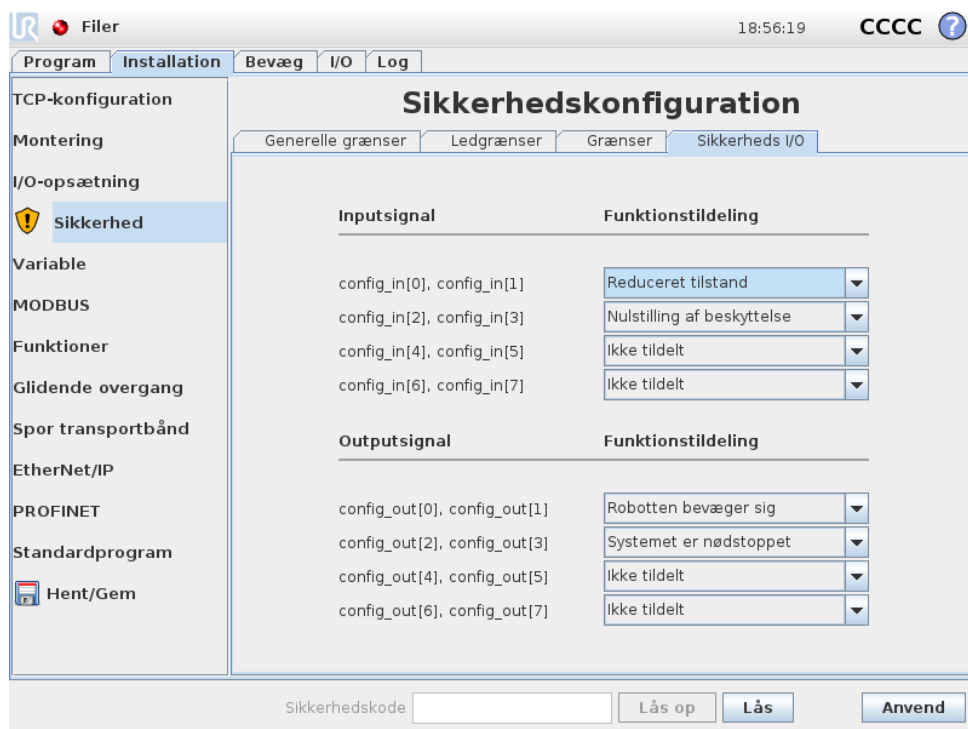 UR Filer 18:56:19 CCCC ?
Program Installation Bevæg I/O Log
TCP-konfiguration
Montering
I/O-opsætning
Sikkerhed
Variable
MODBUS
Funktioner
Glidende overgang
Spor transportbånd
EtherNet/IP
PROFINET
Standardprogram
Hent/Gem
Sikkerhedskonfiguration
Generelle grænser Ledgrænser Grænser Sikkerheds I/O
Inputsignal Funktionstildeling
config_in[0], config_in[1] Reduceret tilstand
config_in[2], config_in[3] Nulstilling af beskyttelse
config_in[4], config_in[5] Ikke tildelt
config_in[6], config_in[7] Ikke tildelt
Outputsignal Funktionstildeling
config_out[0], config_out[1] Robotten bevæger sig
config_out[2], config_out[3] Systemet er nødstoppet
config_out[4], config_out[5] Ikke tildelt
config_out[6], config_out[7] Ikke tildelt
Sikkerhedskode Lås op Lås Anvend